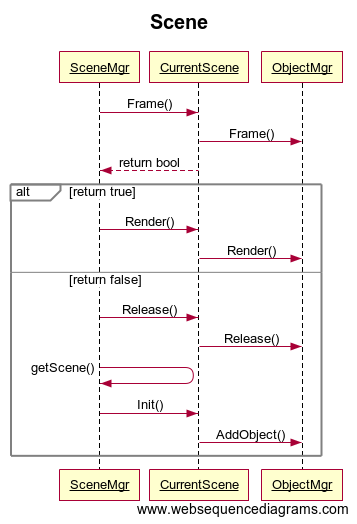 Scene
SceneMgr CurrentScene ObjectMgr
Frame()
Frame()
return bool
alt [return true]
Render()
Render()
[return false]
Release()
Release()
getScene()
Init()
AddObject()
SceneMgr CurrentScene ObjectMgr
www.websequencediagrams.com